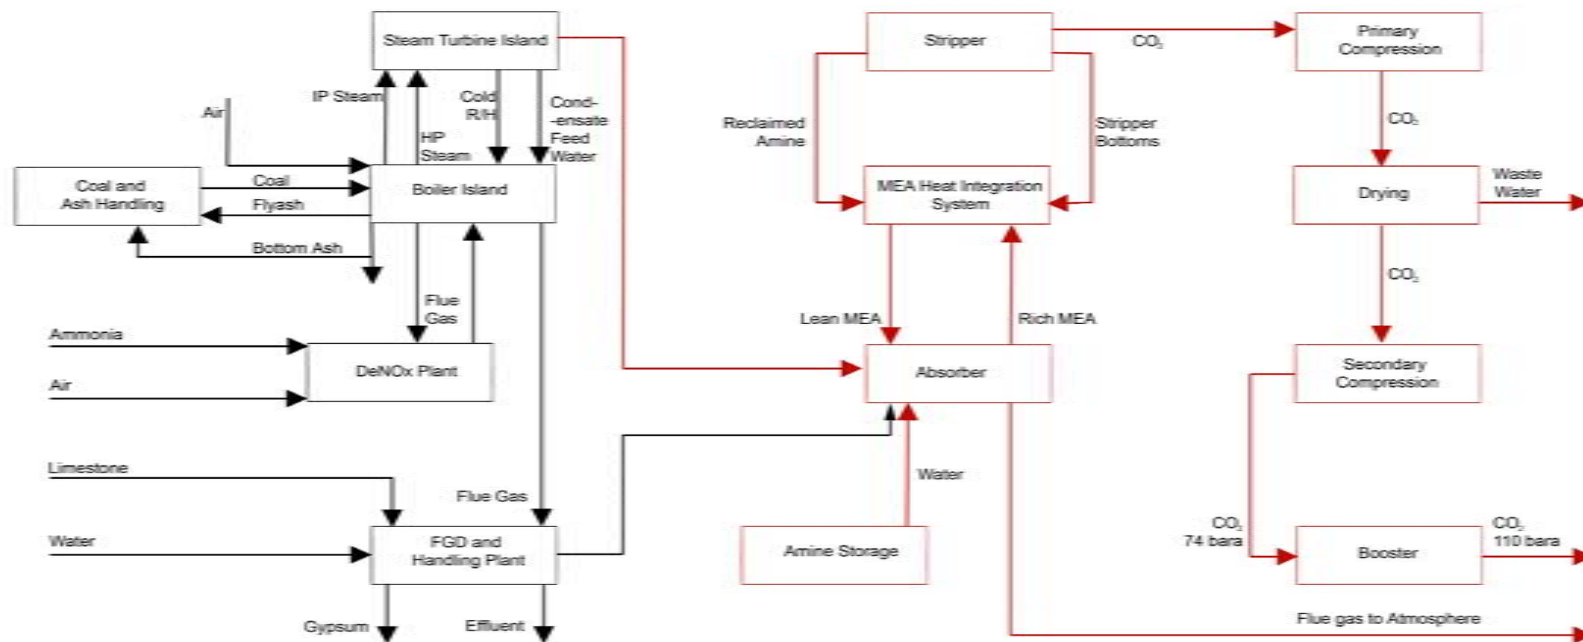 Steam Turbine Island
Stripper
CO₂
Primary
Compression
Air
IP Steam
HP
Steam
Cold
R/H
Cond-
-ensate
Feed
Water
Reclaimed
Amine
Stripper
Bottoms
CO₂
Coal and
Ash Handling
Coal
Flyash
Bottom Ash
Boiler Island
MEA Heat Integration
System
Drying
Waste
Water
CO₂
Flue
Gas
Lean MEA
Rich MEA
Ammonia
Air
DeNOx Plant
Absorber
Secondary
Compression
Limestone
Flue Gas
Water
Water
FGD and
Handling Plant
Amine Storage
CO₂
74 bara
Booster
CO₂
110 bara
Gypsum
Effluent
Flue gas to Atmosphere